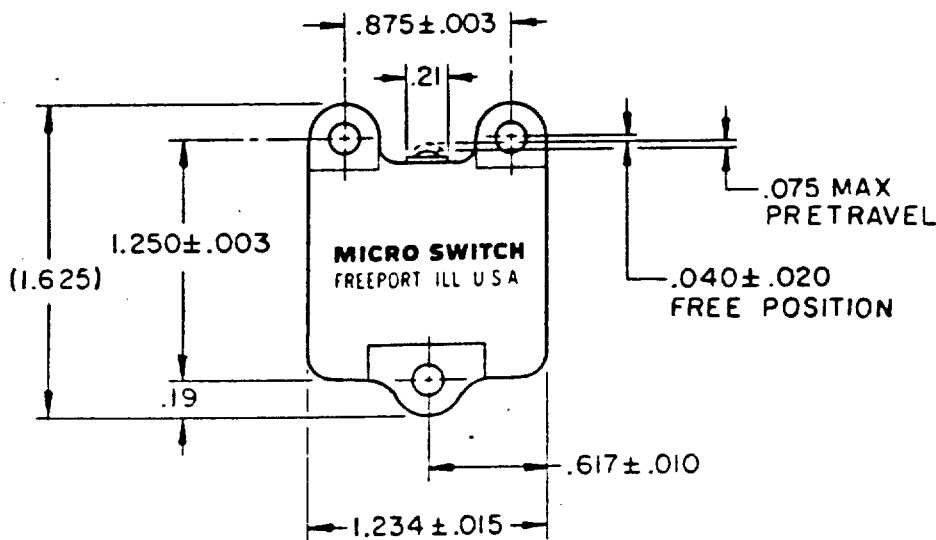 .875±.003
.21
.075 MAX
PRETRAVEL
1.250±.003
MICRO SWITCH
FREEPORT ILL U S A
(1.625)
.040±.020
FREE POSITION
.19
.617±.010
1.234±.015